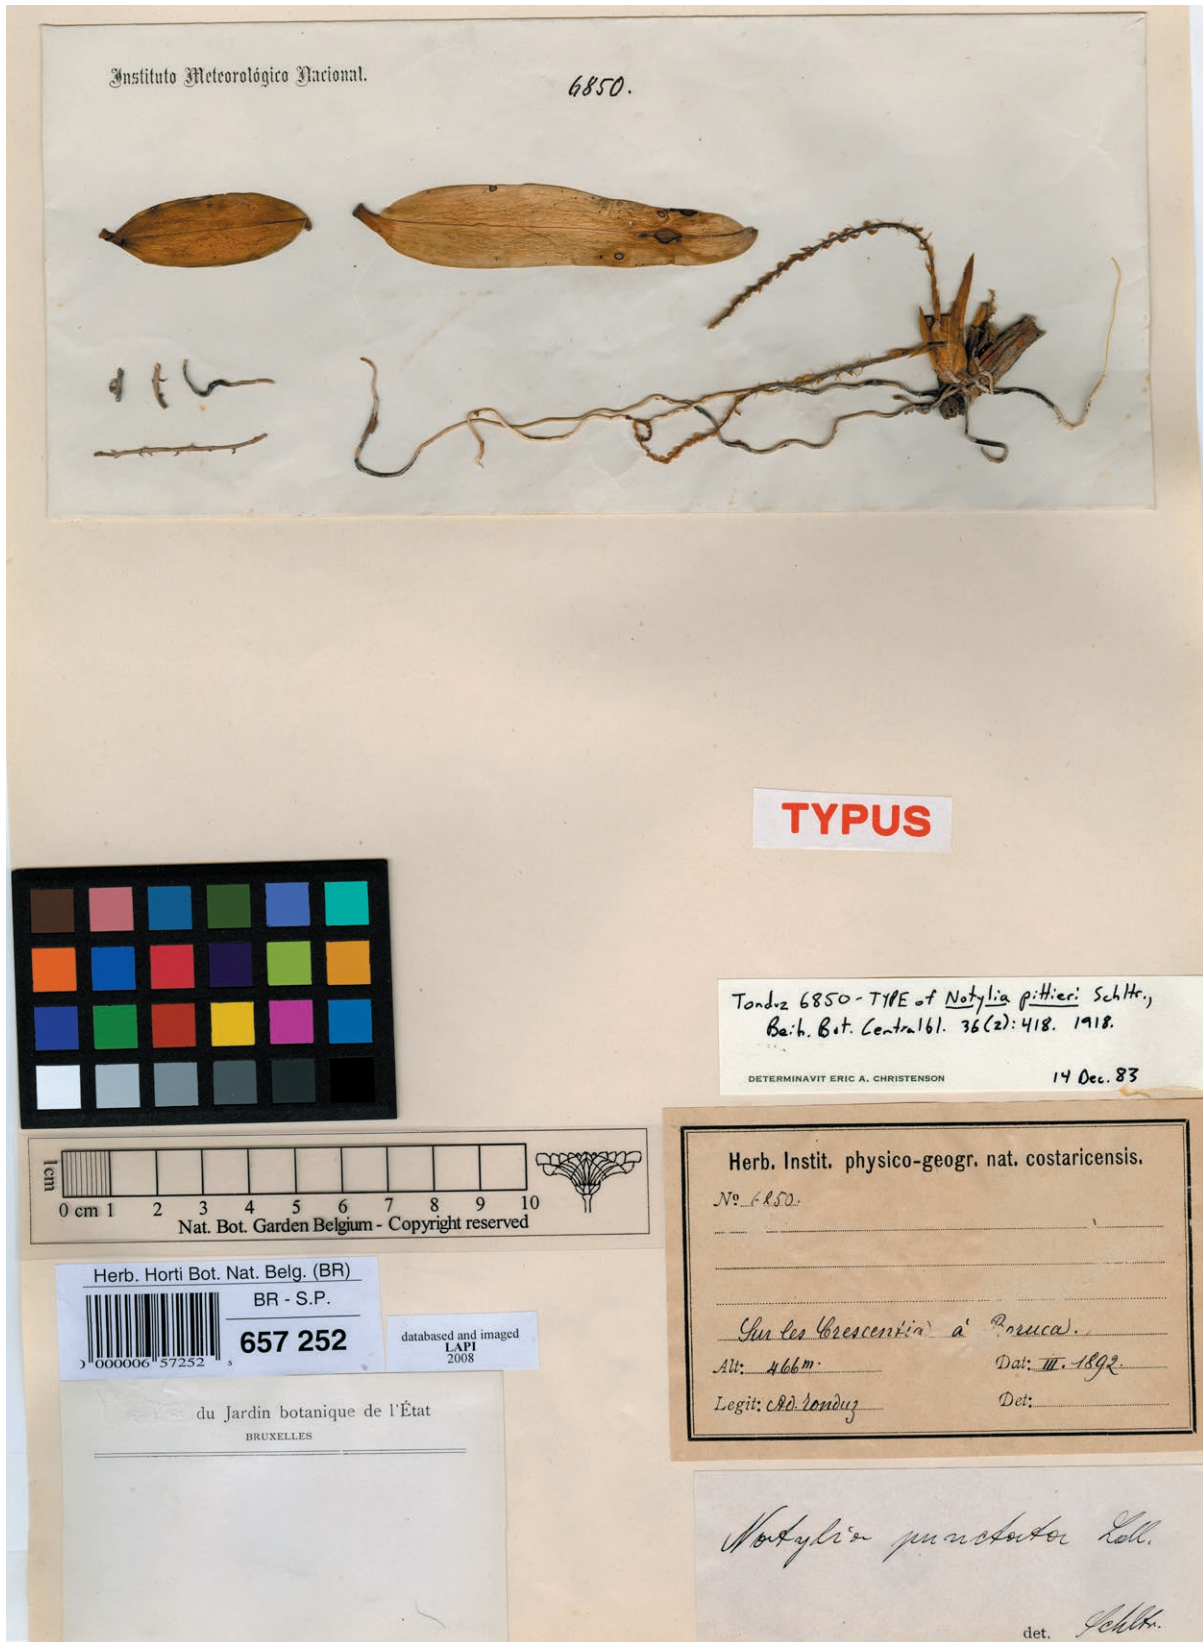 Instituto Meteorológico Nacional.
6850.
TYPUS
Tonduz 6850 - TYPE of Notylia pittieri Schltr.,
Beih. Bot. Centralbl. 36(2): 418. 1918.
DETERMINAVIT ERIC A. CHRISTENSON 14 Dec. 83
1cm
0 cm 1 2 3 4 5 6 7 8 9 10
Nat. Bot. Garden Belgium - Copyright reserved
Herb. Instit. physico-geogr. nat. costaricensis.
Nº 6850.
Sur les Crescentia à Boruca.
Alt: 466m. Dat: III. 1892.
Legit: Ad. Tonduz Det:
Herb. Horti Bot. Nat. Belg. (BR)
BR - S.P.
657 252
000006 57252
databased and imaged
LAPI
2008
du Jardin botanique de l'État
BRUXELLES
Notylia punctata Ldl.
det. Schltr.